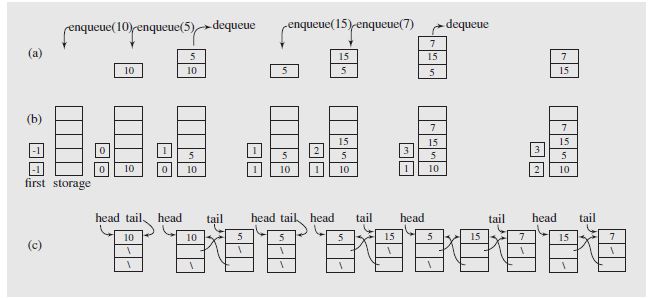 enqueue(10) enqueue(5) dequeue enqueue(15) enqueue(7) dequeue
(a)
7
5 15 15 7
10 10 5 5 5 15
(b)
7 7
-1 0 1 1 2 15 3 15 3 15
5 5 5 5 5
-1 0 10 0 10 1 10 1 10 1 10 2 10
first storage
head tail head tail head tail head tail head tail head tail
(c)
10 10 5 5 5 15 5 15 7 15 7
\ \ \ \ \ \
\ \ \ \ \ \